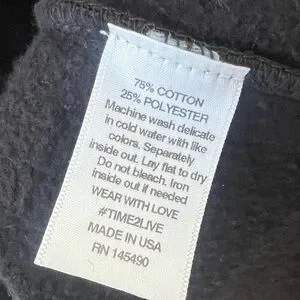 75% COTTON
25% POLYESTER
Machine wash delicate
in cold water with like
colors. Separately
inside out. Lay flat to dry
Do not bleach. Iron
inside out if needed
WEAR WITH LOVE
#TIME2LIVE
MADE IN USA
RN 145490